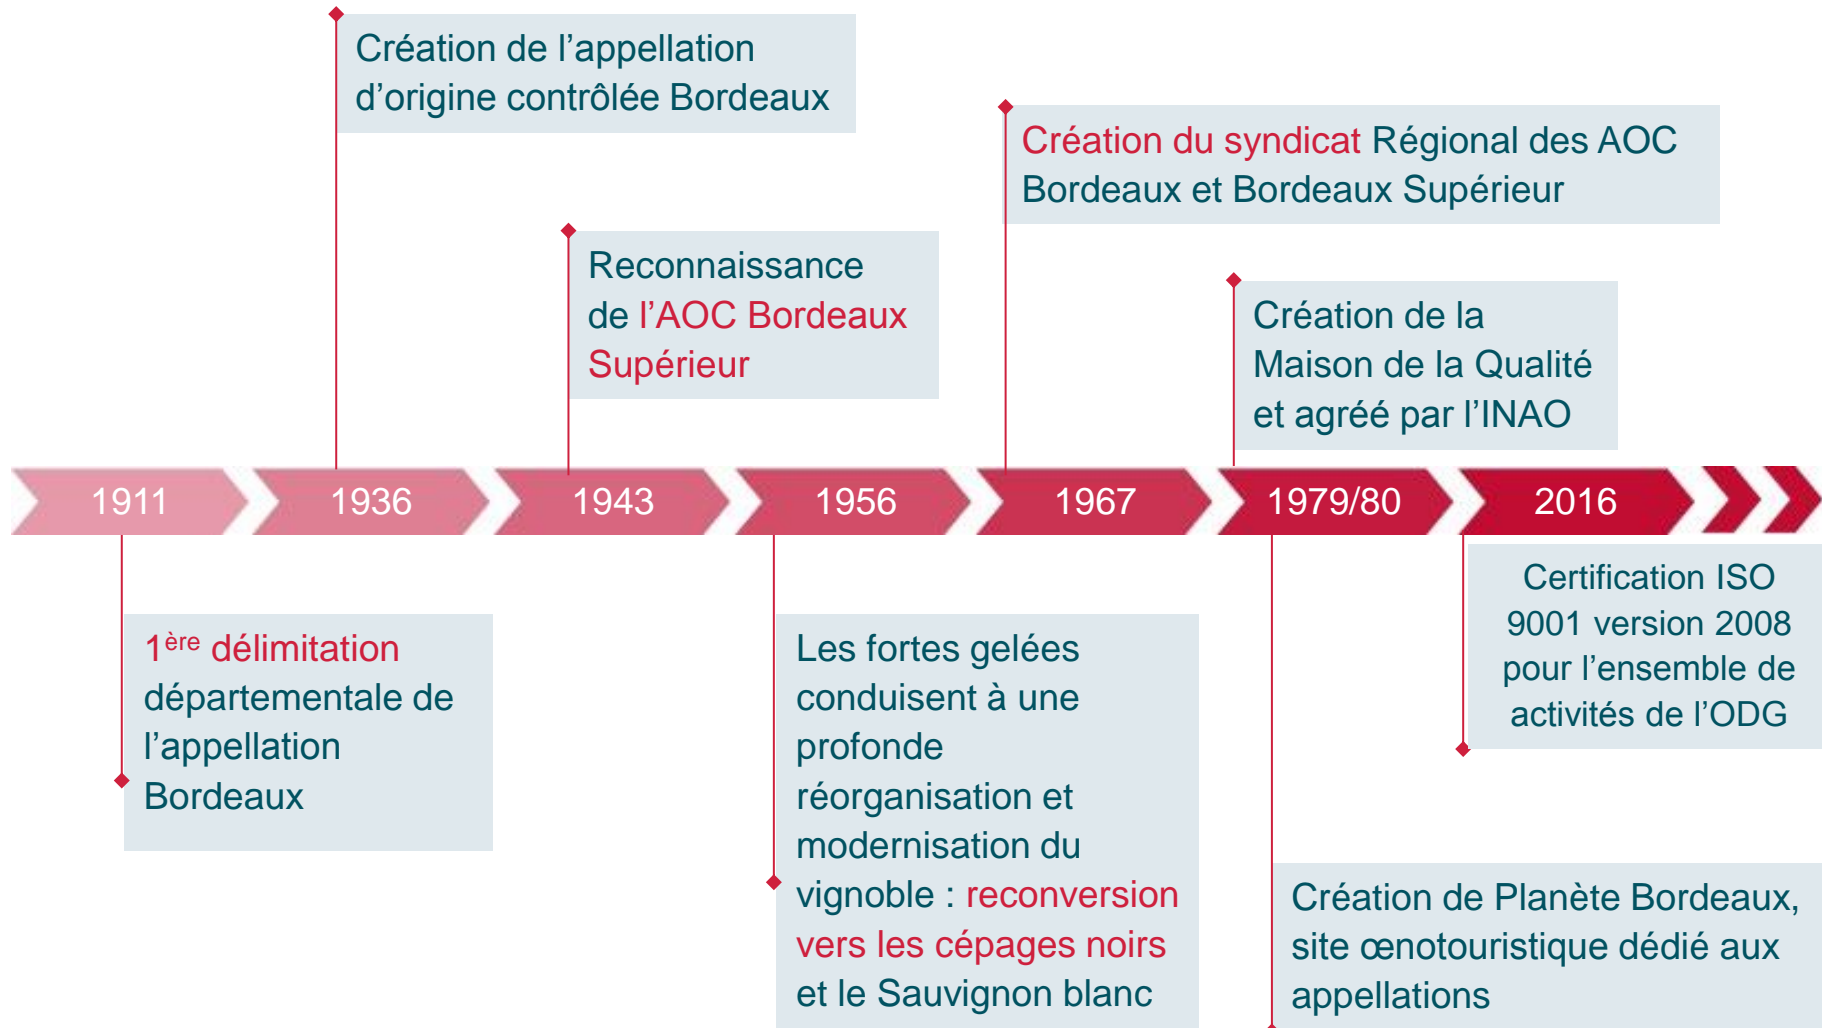 Création de l’appellation
d’origine contrôlée Bordeaux
Création du syndicat Régional des AOC
Bordeaux et Bordeaux Supérieur
Reconnaissance
de l’AOC Bordeaux
Supérieur
Création de la
Maison de la Qualité
et agréé par l’INAO
1911
1936
1943
1956
1967
1979/80
2016
1ère délimitation
départementale de
l’appellation
Bordeaux
Les fortes gelées
conduisent à une
profonde
réorganisation et
modernisation du
vignoble : reconversion
vers les cépages noirs
et le Sauvignon blanc
Certification ISO
9001 version 2008
pour l’ensemble de
activités de l’ODG
Création de Planète Bordeaux,
site œnotouristique dédié aux
appellations